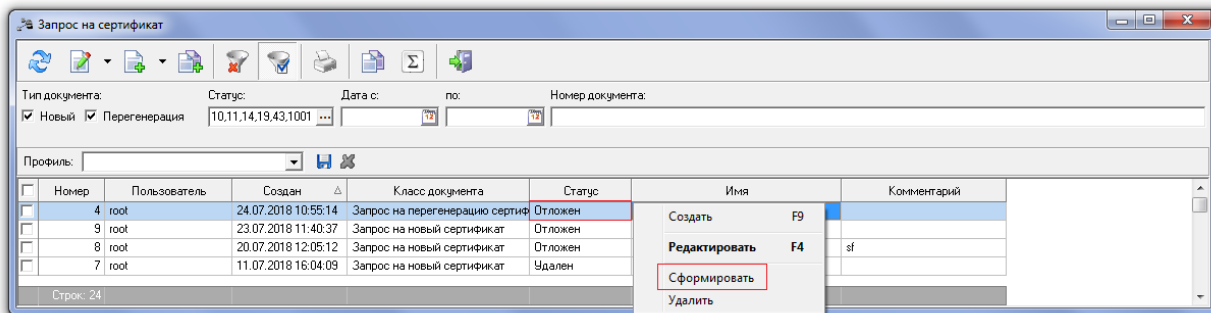 Запрос на сертификат
Тип документа: Статус: Дата с: по: Номер документа:
Новый Перегенерация 10,11,14,19,43,1001 ...
Профиль:
Номер Пользователь Создан Класс документа Статус Имя Комментарий
4 root 24.07.2018 10:55:14 Запрос на перегенерацию сертиф Отложен
9 root 23.07.2018 11:40:37 Запрос на новый сертификат Отложен
8 root 20.07.2018 12:05:12 Запрос на новый сертификат Отложен sf
7 root 11.07.2018 16:04:09 Запрос на новый сертификат Удален
Строк: 24
Создать F9
Редактировать F4
Сформировать
Удалить